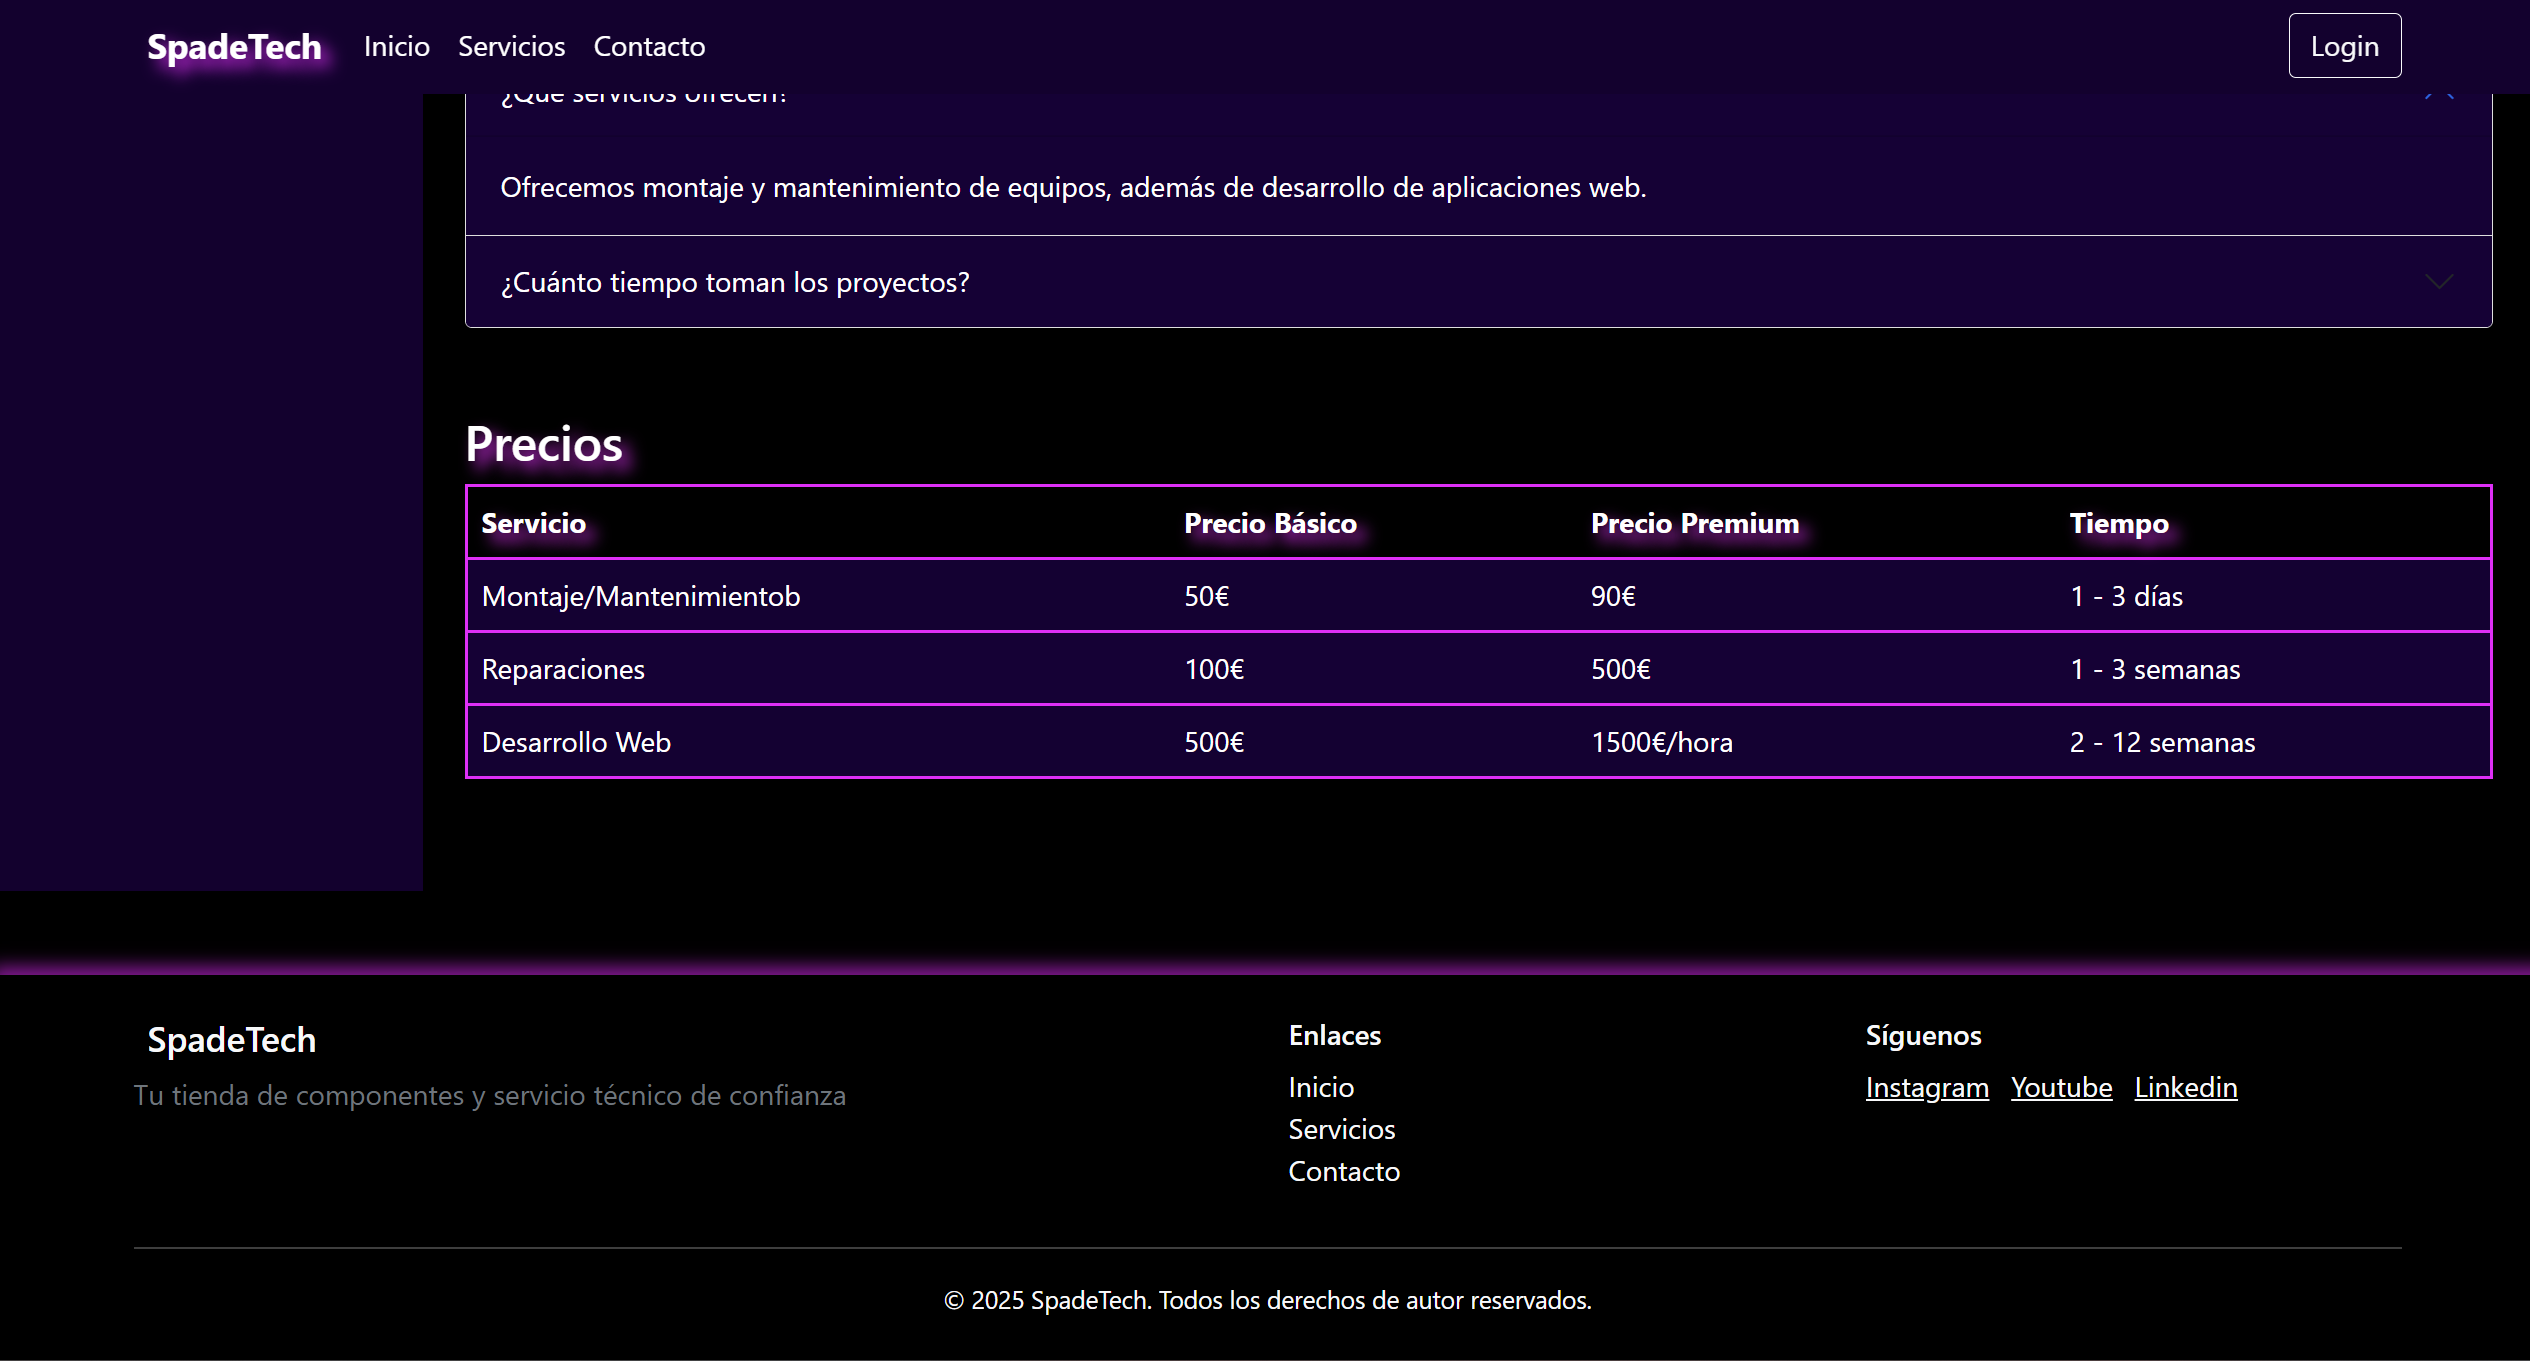 SpadeTech Inicio Servicios Contacto Login
¿Qué servicios ofrecen?
Ofrecemos montaje y mantenimiento de equipos, además de desarrollo de aplicaciones web.
¿Cuánto tiempo toman los proyectos?
Precios
Servicio Precio Básico Precio Premium Tiempo
Montaje/Mantenimientob 50€ 90€ 1 - 3 días
Reparaciones 100€ 500€ 1 - 3 semanas
Desarrollo Web 500€ 1500€/hora 2 - 12 semanas
SpadeTech
Tu tienda de componentes y servicio técnico de confianza
Enlaces
Inicio
Servicios
Contacto
Síguenos
Instagram Youtube Linkedin
© 2025 SpadeTech. Todos los derechos de autor reservados.